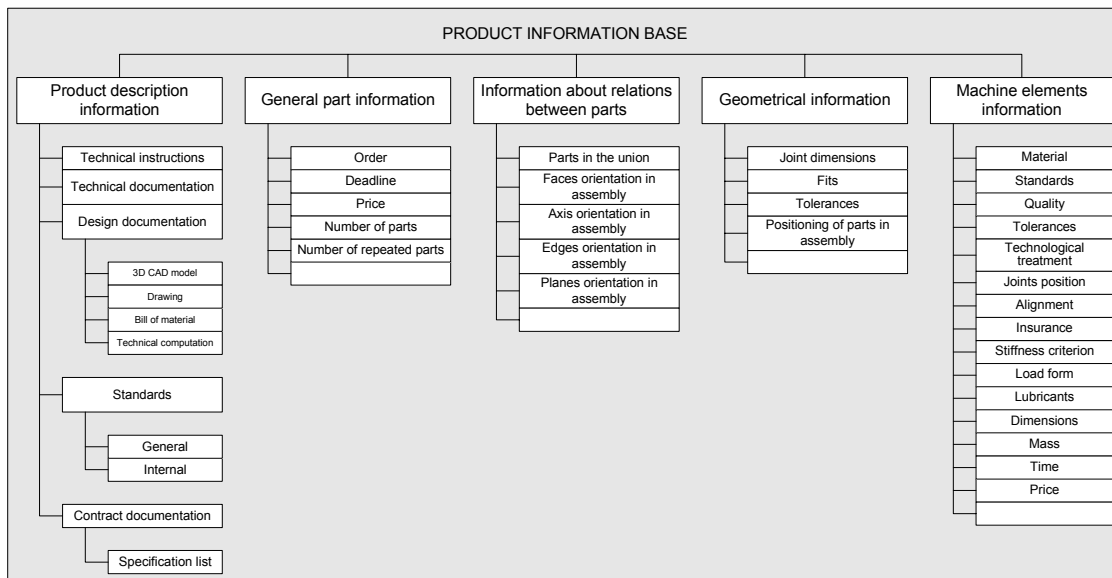 PRODUCT INFORMATION BASE
Product description
information
Technical instructions
Technical documentation
Design documentation
3D CAD model
Drawing
Bill of material
Technical computation
Standards
General
Internal
Contract documentation
Specification list
General part information
Order
Deadline
Price
Number of parts
Number of repeated parts
Information about relations
between parts
Parts in the union
Faces orientation in
assembly
Axis orientation in
assembly
Edges orientation in
assembly
Planes orientation in
assembly
Geometrical information
Joint dimensions
Fits
Tolerances
Positioning of parts in
assembly
Machine elements
information
Material
Standards
Quality
Tolerances
Technological
treatment
Joints position
Alignment
Insurance
Stiffness criterion
Load form
Lubricants
Dimensions
Mass
Time
Price